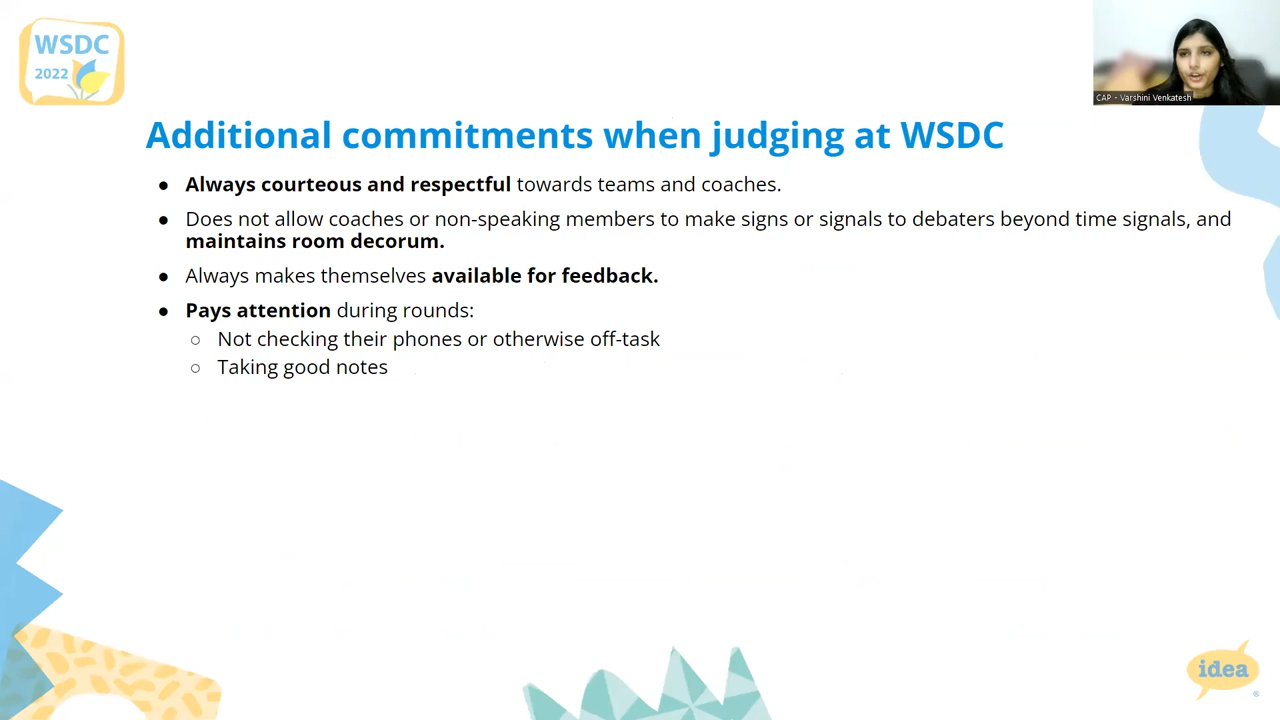 WSDC
2022
CAP - Varshini Venkatesh
Additional commitments when judging at WSDC
● Always courteous and respectful towards teams and coaches.
● Does not allow coaches or non-speaking members to make signs or signals to debaters beyond time signals, and
maintains room decorum.
● Always makes themselves available for feedback.
● Pays attention during rounds:
○ Not checking their phones or otherwise off-task
○ Taking good notes
idea
®